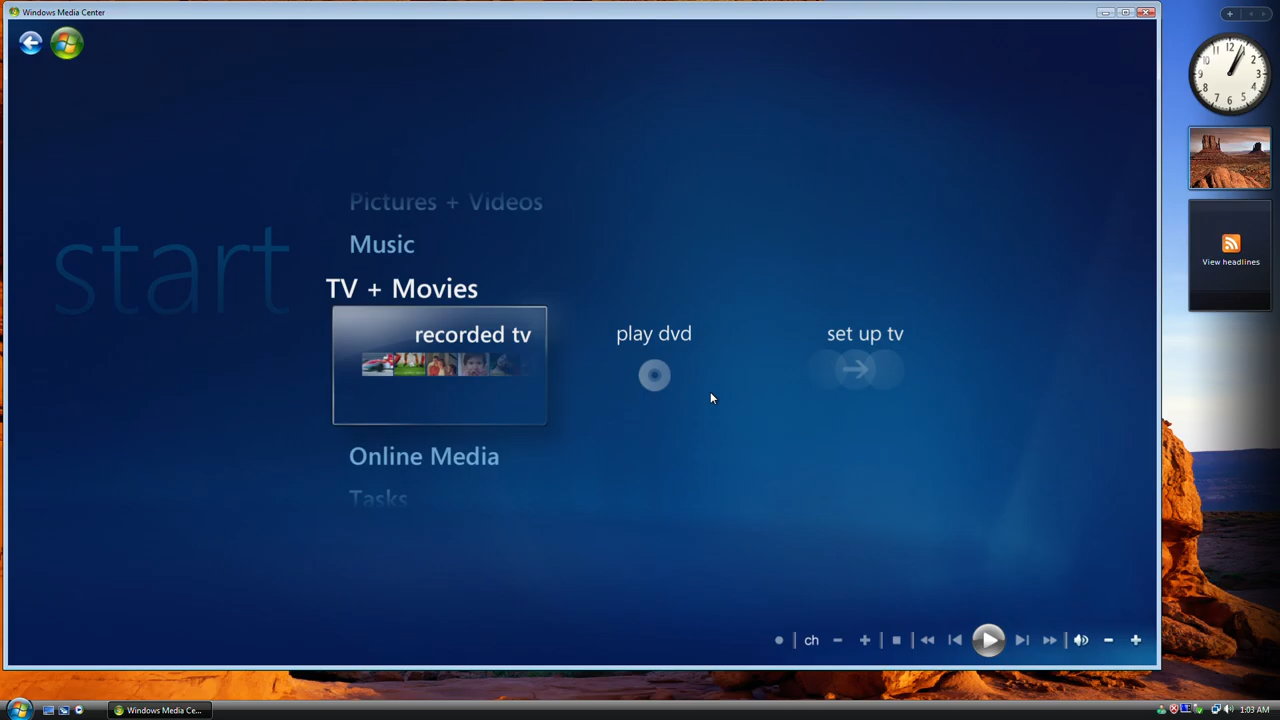 Windows Media Center
start
Pictures + Videos
Music
TV + Movies
recorded tv
play dvd
set up tv
Online Media
Tasks
ch
View headlines
Windows Media Ce...
1:03 AM